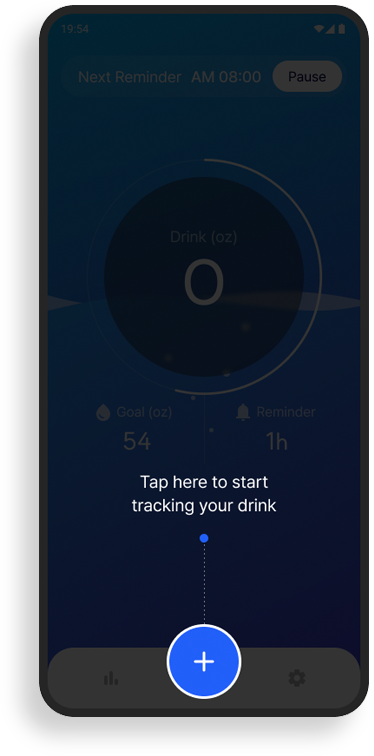 19:54
Next Reminder AM 08:00 Pause
Drink (oz)
0
Goal (oz) Reminder
54 1h
Tap here to start
tracking your drink